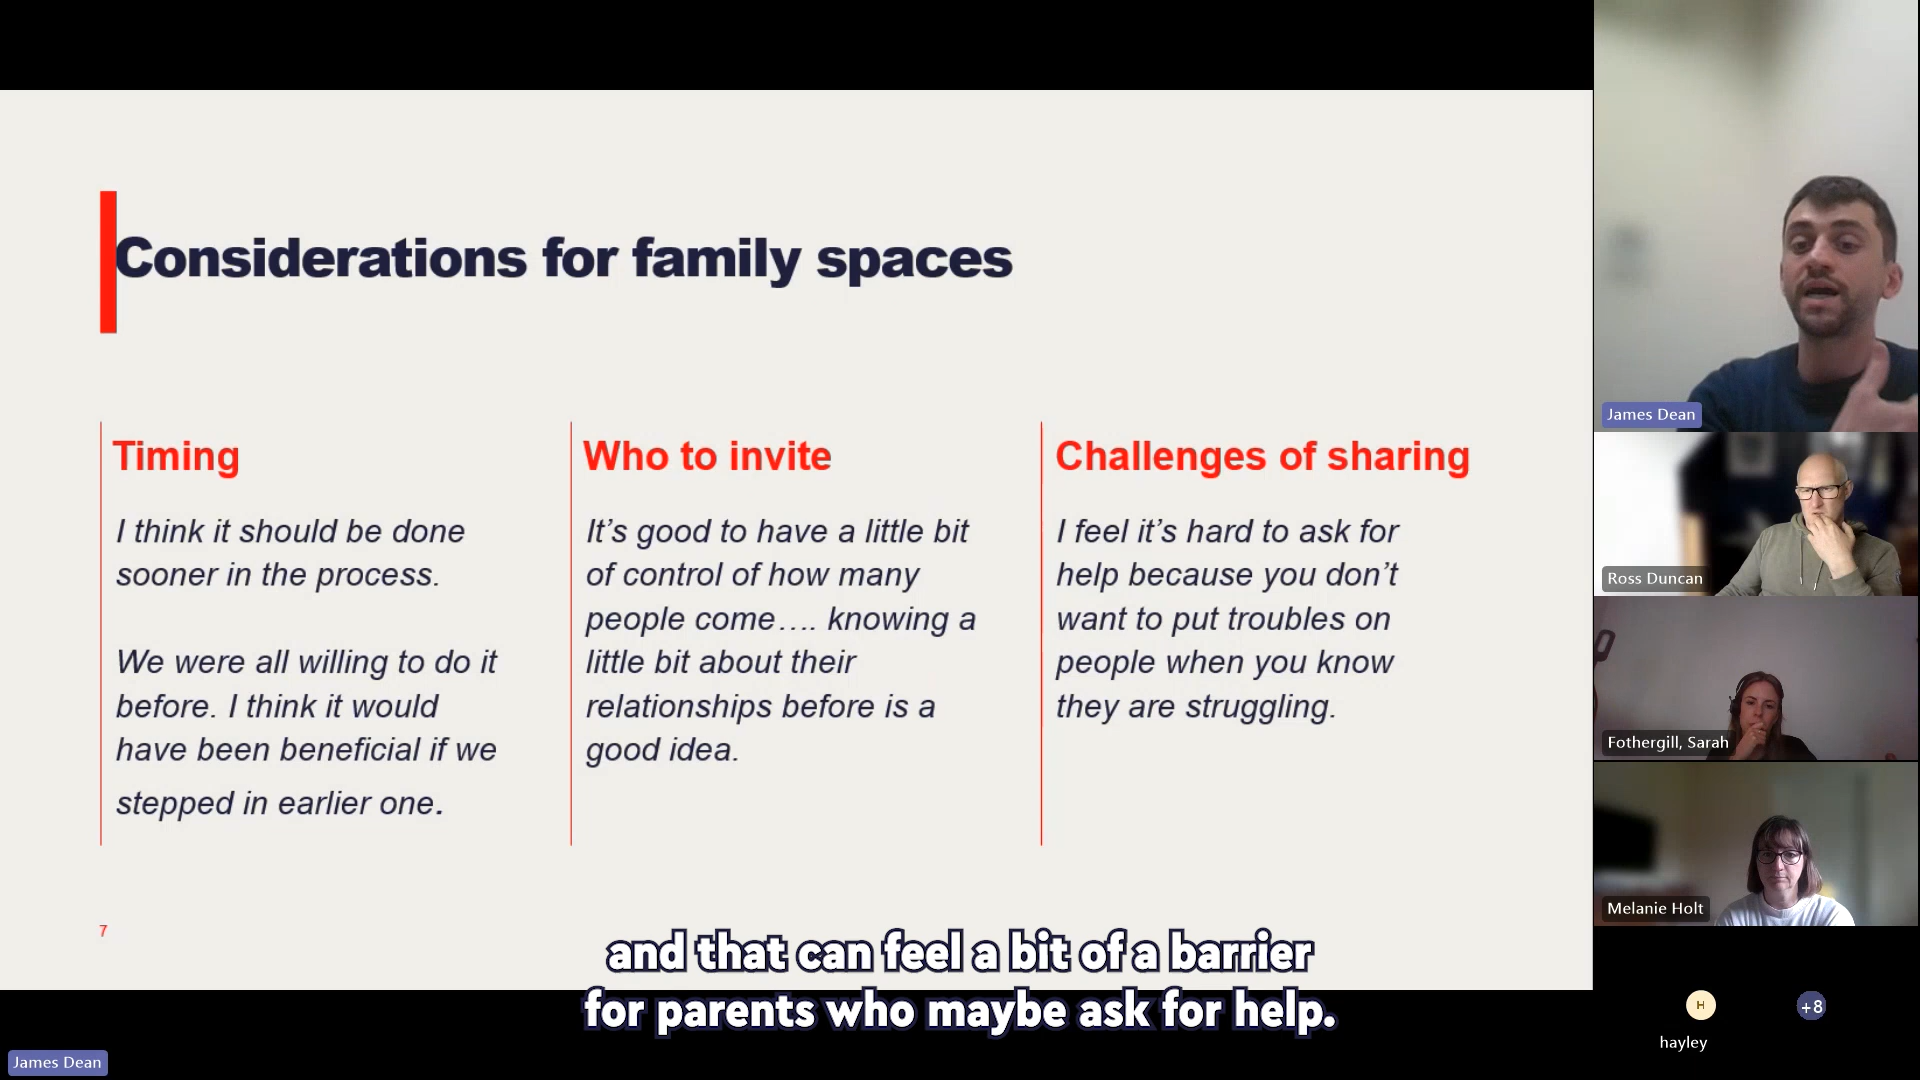 Considerations for family spaces
Timing
I think it should be done
sooner in the process.
We were all willing to do it
before. I think it would
have been beneficial if we
stepped in earlier one.
Who to invite
It’s good to have a little bit
of control of how many
people come…. knowing a
little bit about their
relationships before is a
good idea.
Challenges of sharing
I feel it’s hard to ask for
help because you don’t
want to put troubles on
people when you know
they are struggling.
7
and that can feel a bit of a barrier
for parents who maybe ask for help.
James Dean
James Dean
Ross Duncan
Fothergill, Sarah
Melanie Holt
H
hayley
+8